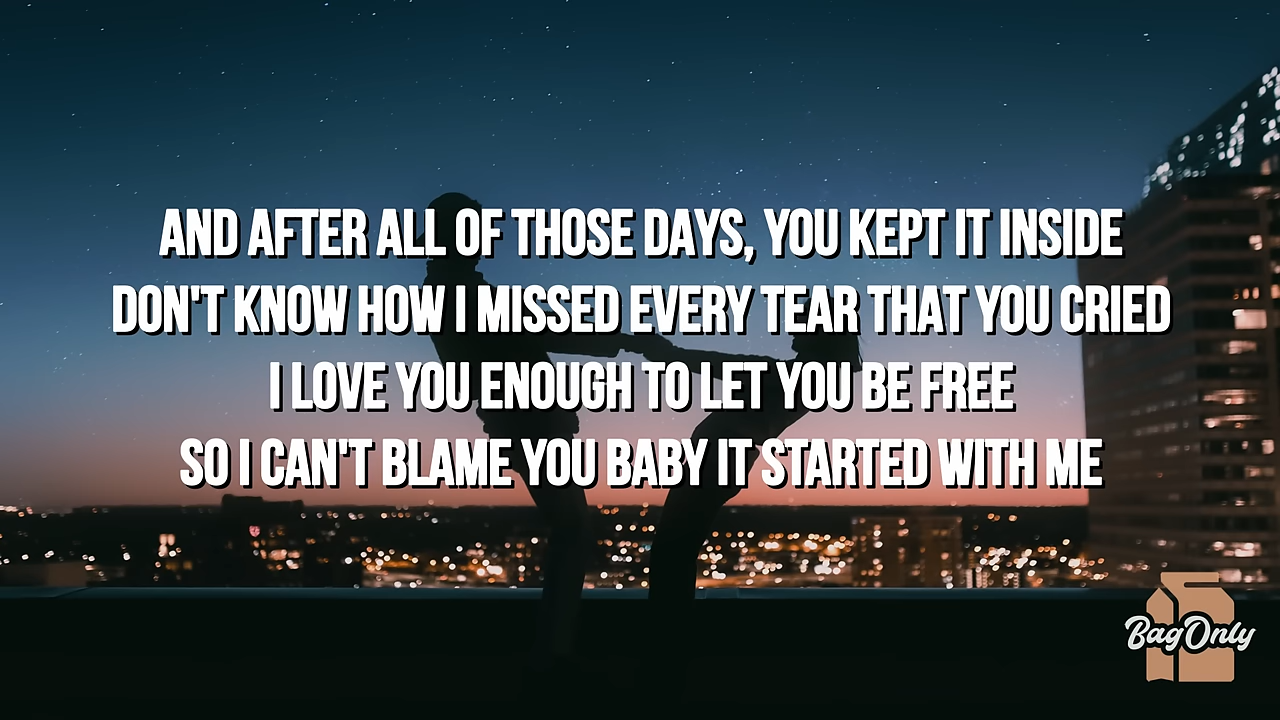 AND AFTER ALL OF THOSE DAYS, YOU KEPT IT INSIDE
DON'T KNOW HOW I MISSED EVERY TEAR THAT YOU CRIED
I LOVE YOU ENOUGH TO LET YOU BE FREE
SO I CAN'T BLAME YOU BABY IT STARTED WITH ME
BagOnly